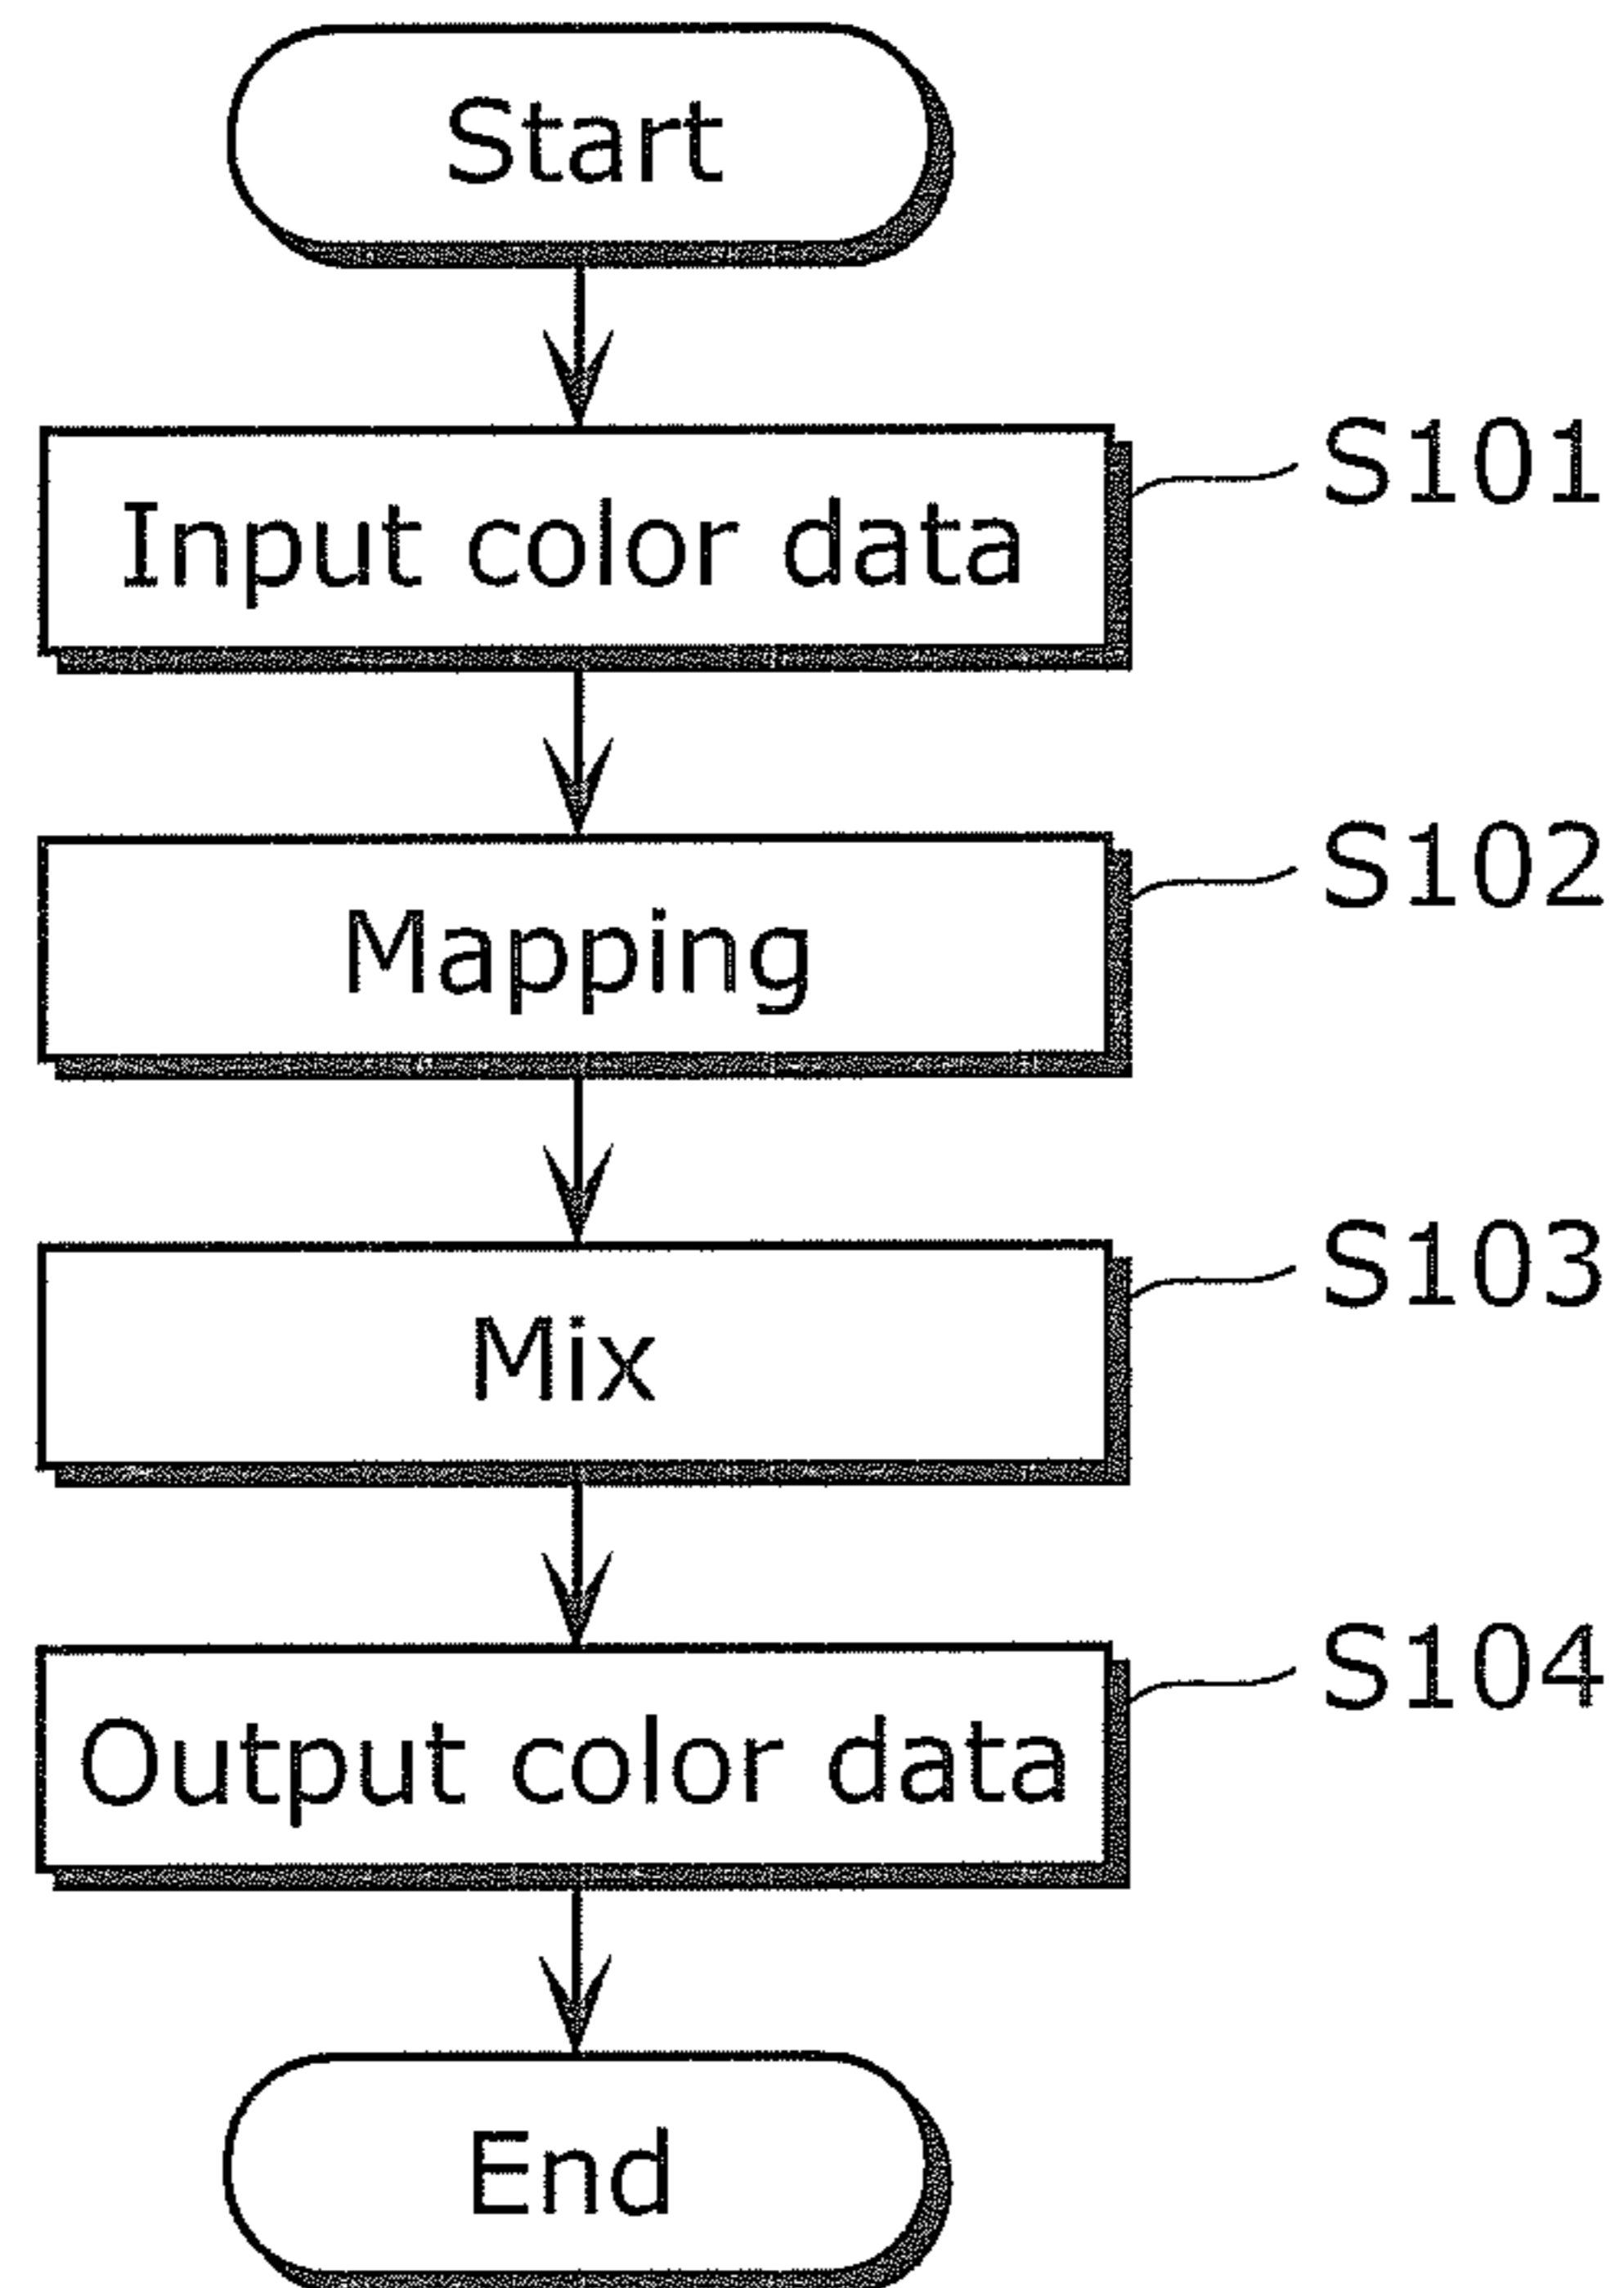 Start
S101
Input color data
S102
Mapping
S103
Mix
S104
Output color data
End